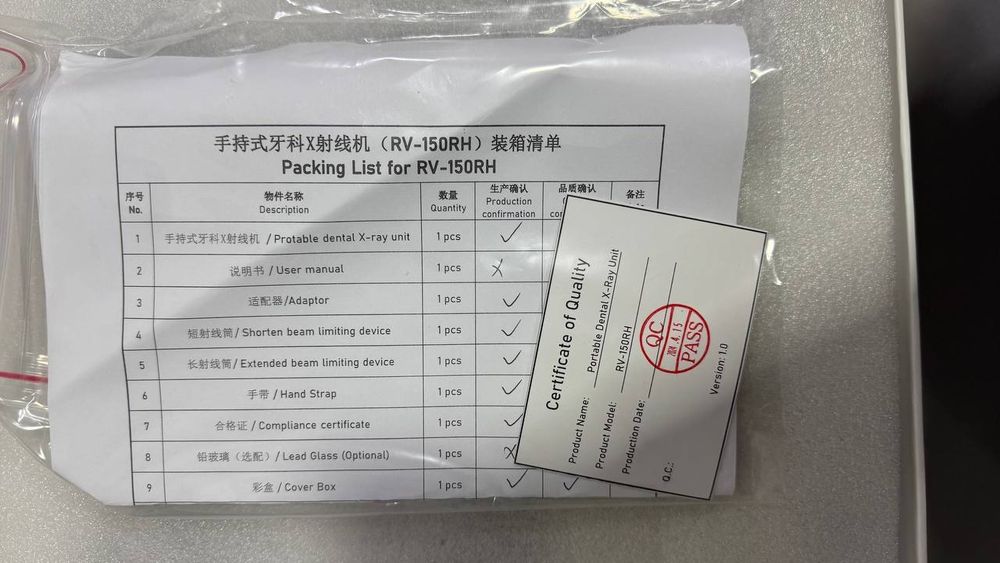 手持式牙科X射线机（RV-150RH）装箱清单
Packing List for RV-150RH
序号 No. 物件名称 Description 数量 Quantity 生产确认 Production confirmation 品质确认 备注
1 手持式牙科X射线机 / Protable dental X-ray unit 1 pcs ✓
2 说明书 / User manual 1 pcs X
3 适配器/Adaptor 1 pcs ✓
4 短射线筒/ Shorten beam limiting device 1 pcs ✓
5 长射线筒/ Extended beam limiting device 1 pcs ✓
6 手带 / Hand Strap 1 pcs ✓
7 合格证 / Compliance certificate 1 pcs ✓
8 铅玻璃（选配）/ Lead Glass (Optional) 1 pcs X
9 彩盒 / Cover Box 1 pcs ✓ ✓
Certificate of Quality
Product Name: Portable Dental X-Ray Unit
Product Model: RV-150RH
Production Date:
Q.C.:
QC
2024.4.15
PASS
Version: 1.0